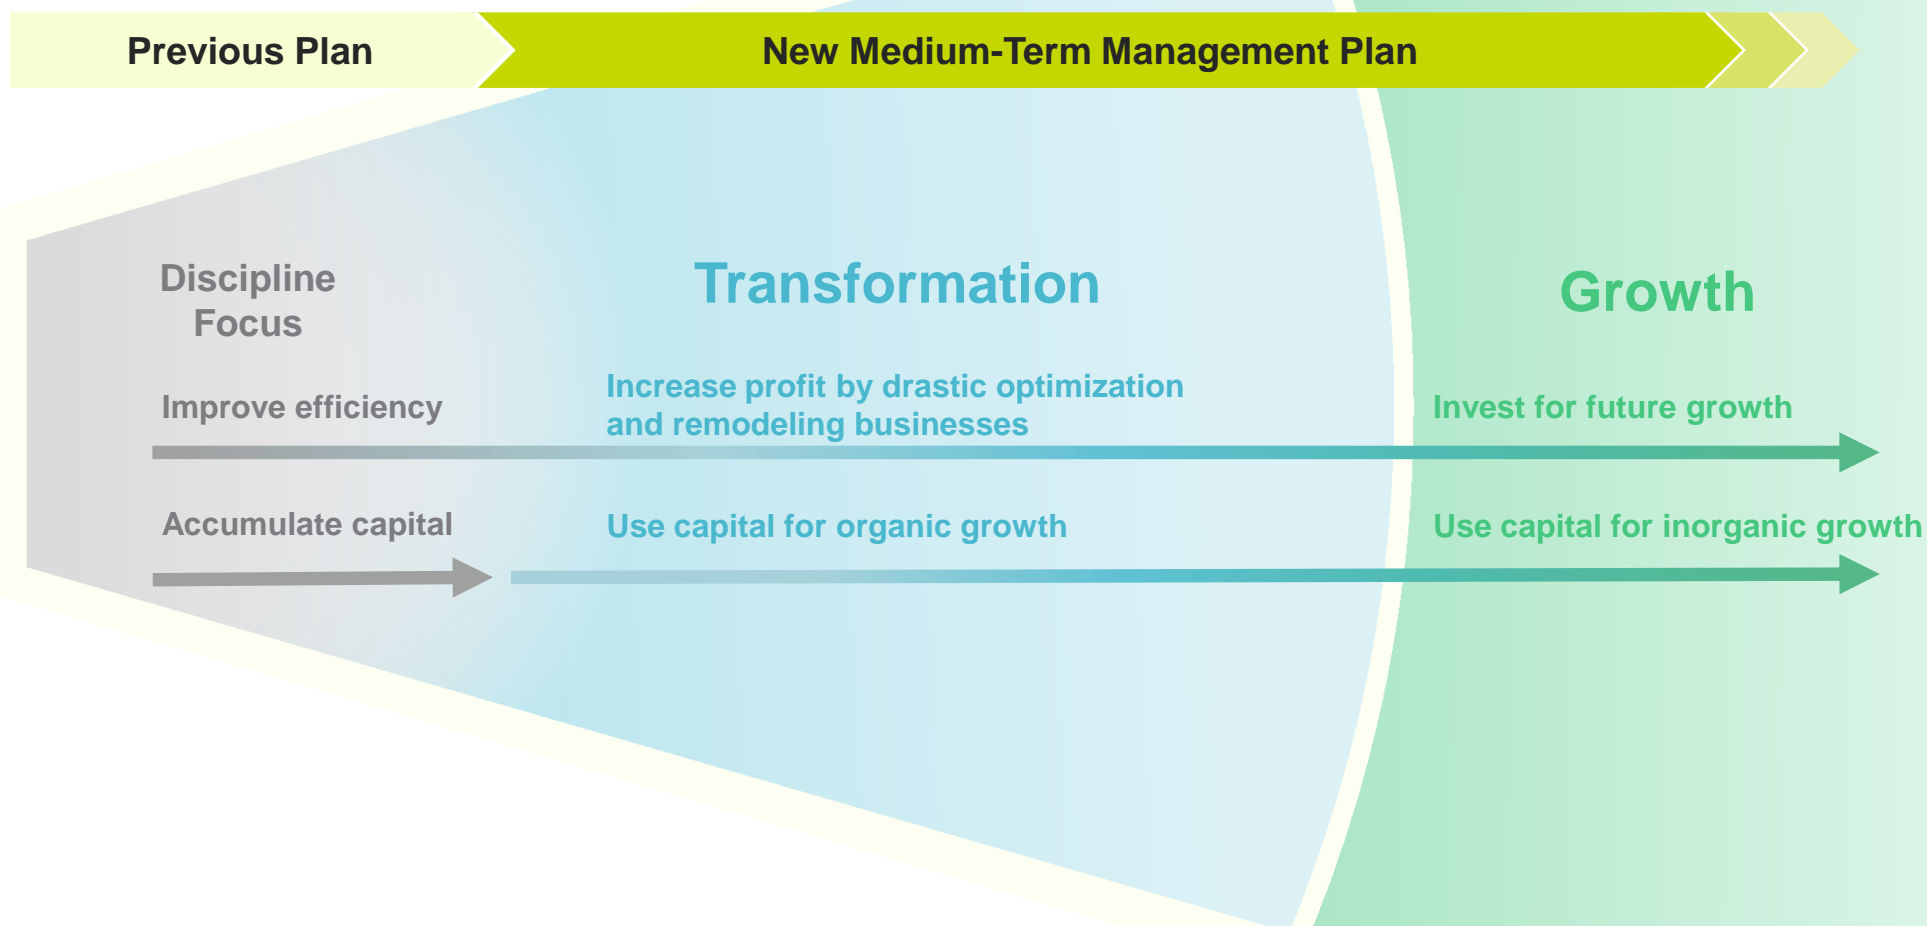 Previous Plan
New Medium-Term Management Plan
Discipline
Focus
Transformation
Growth
Improve efficiency
Increase profit by drastic optimization
and remodeling businesses
Invest for future growth
Accumulate capital
Use capital for organic growth
Use capital for inorganic growth